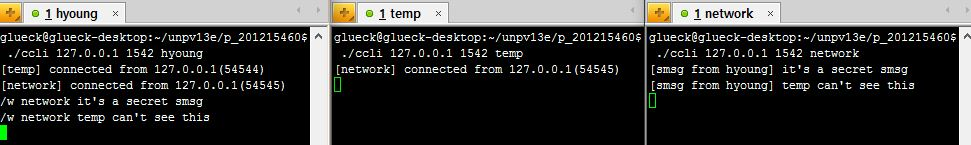 1 hyoung
glueck@glueck-desktop:~/unpv13e/p_201215460$
./ccli 127.0.0.1 1542 hyoung
[temp] connected from 127.0.0.1(54544)
[network] connected from 127.0.0.1(54545)
/w network it's a secret smsg
/w network temp can't see this
1 temp
glueck@glueck-desktop:~/unpv13e/p_201215460$
./ccli 127.0.0.1 1542 temp
[network] connected from 127.0.0.1(54545)
1 network
glueck@glueck-desktop:~/unpv13e/p_201215460$
./ccli 127.0.0.1 1542 network
[smsg from hyoung] it's a secret smsg
[smsg from hyoung] temp can't see this